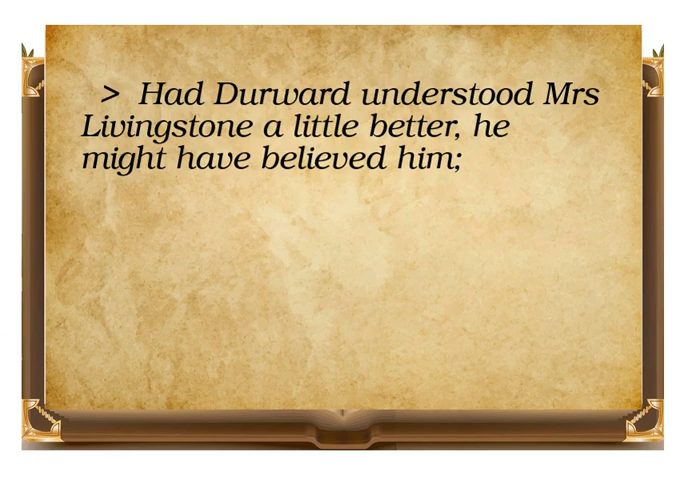 > Had Durward understood Mrs
Livingstone a little better, he
might have believed him;